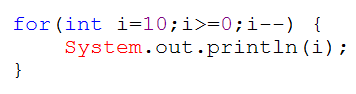 for(int i=10;i>=0;i--) {
    System.out.println(i);
}